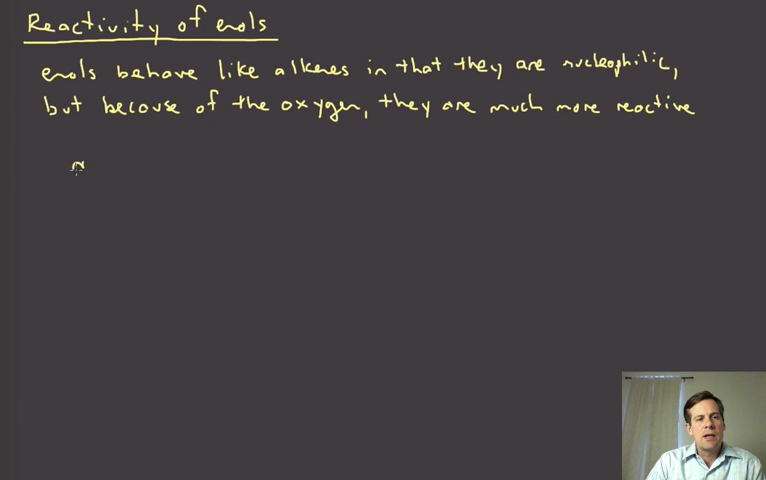 Reactivity of enols
enols behave like alkenes in that they are nucleophilic,
but because of the oxygen, they are much more reactive